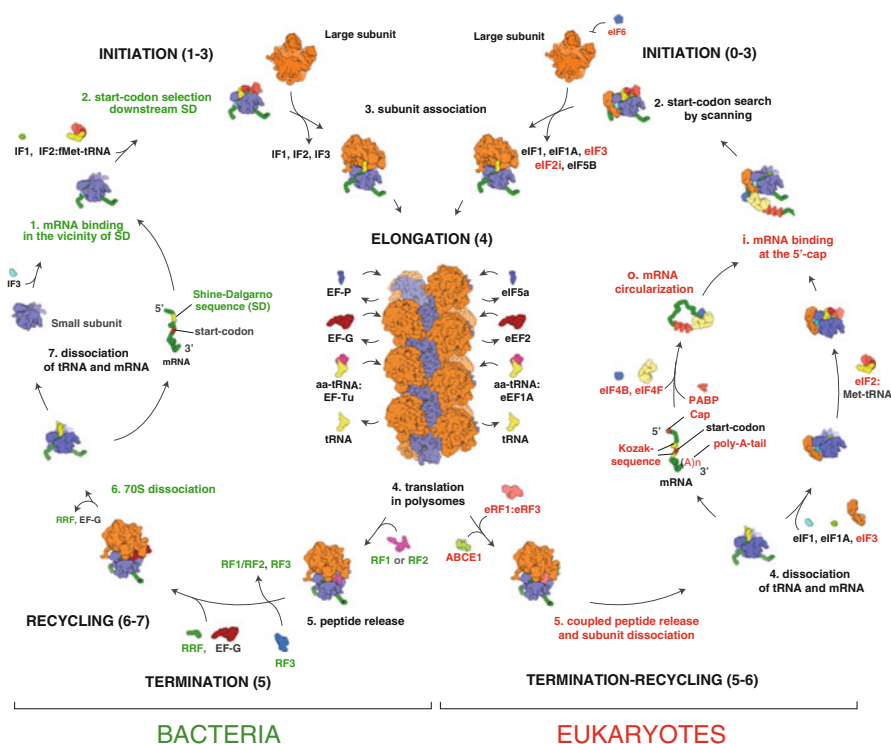 INITIATION (1-3)
Large subunit
2. start-codon selection
downstream SD
IF1, IF2:fMet-tRNA
IF1, IF2, IF3
3. subunit association
1. mRNA binding
in the vicinity of SD
IF3
Small subunit
Shine-Dalgarno
sequence (SD)
5'
start-codon
3'
mRNA
7. dissociation
of tRNA and mRNA
6. 70S dissociation
RRF, EF-G
RECYCLING (6-7)
RRF,
EF-G
RF1/RF2, RF3
RF3
TERMINATION (5)
5. peptide release
RF1 or RF2
ELONGATION (4)
EF-P
EF-G
aa-tRNA:
EF-Tu
tRNA
eIF5a
eEF2
aa-tRNA:
eEF1A
tRNA
4. translation
in polysomes
Large subunit
eIF6
INITIATION (0-3)
2. start-codon search
by scanning
eIF1, eIF1A, eIF3
eIF2i, eIF5B
i. mRNA binding
at the 5'-cap
o. mRNA
circularization
eIF4B, eIF4F
PABP
Cap
5'
start-codon
Kozak-
sequence
poly-A-tail
(A)n
3'
mRNA
eIF2:
Met-tRNA
eIF1, eIF1A, eIF3
4. dissociation
of tRNA and mRNA
eRF1:eRF3
ABCE1
5. coupled peptide release
and subunit dissociation
TERMINATION-RECYCLING (5-6)
BACTERIA
EUKARYOTES